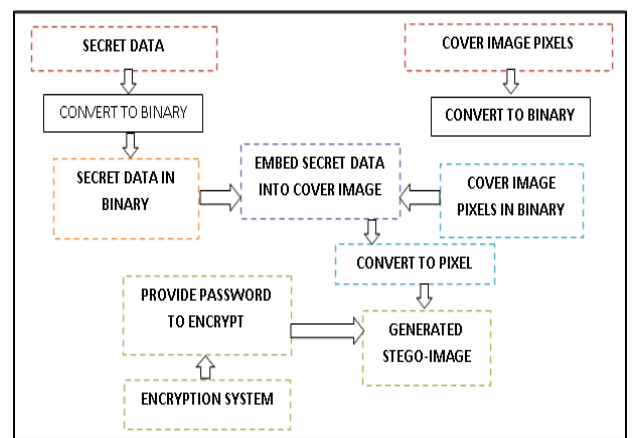 SECRET DATA
COVER IMAGE PIXELS
CONVERT TO BINARY
CONVERT TO BINARY
SECRET DATA IN
BINARY
EMBED SECRET DATA
INTO COVER IMAGE
COVER IMAGE
PIXELS IN BINARY
CONVERT TO PIXEL
PROVIDE PASSWORD
TO ENCRYPT
GENERATED
STEGO-IMAGE
ENCRYPTION SYSTEM